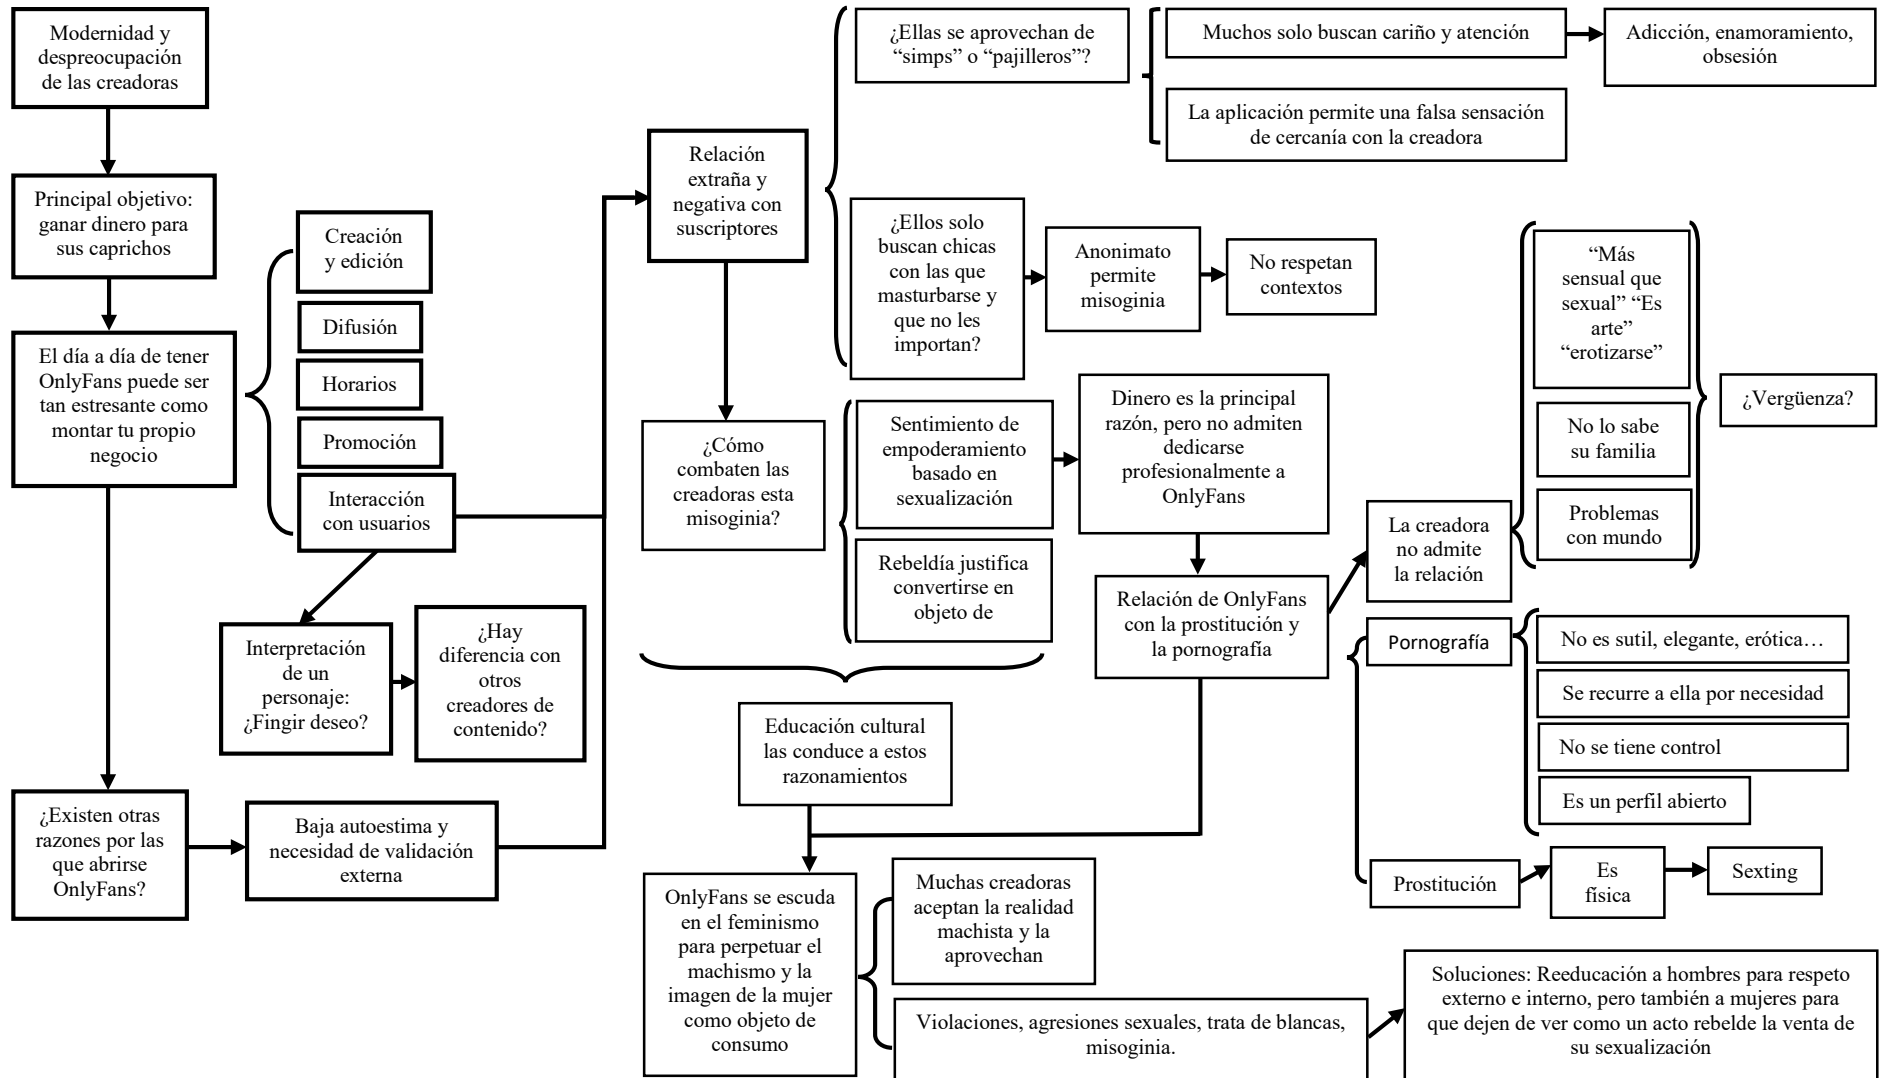 Modernidad y
despreocupación
de las creadoras
Principal objetivo:
ganar dinero para
sus caprichos
El día a día de tener
OnlyFans puede ser
tan estresante como
montar tu propio
negocio
Creación
y edición
Difusión
Horarios
Promoción
Interacción
con usuarios
Interpretación
de un
personaje:
¿Fingir deseo?
¿Hay
diferencia con
otros
creadores de
contenido?
¿Existen otras
razones por las
que abrirse
OnlyFans?
Baja autoestima y
necesidad de validación
externa
Relación
extraña y
negativa con
suscriptores
¿Ellas se aprovechan de
“simps” o “pajilleros”?
Muchos solo buscan cariño y atención
Adicción, enamoramiento,
obsesión
La aplicación permite una falsa sensación
de cercanía con la creadora
¿Ellos solo
buscan chicas
con las que
masturbarse y
que no les
importan?
Anonimato
permite
misoginia
No respetan
contextos
¿Cómo
combaten las
creadoras esta
misoginia?
Sentimiento de
empoderamiento
basado en
sexualización
Rebeldía justifica
convertirse en
objeto de
Dinero es la principal
razón, pero no admiten
dedicarse
profesionalmente a
OnlyFans
Relación de OnlyFans
con la prostitución y
la pornografía
La creadora
no admite
la relación
“Más
sensual que
sexual” “Es
arte”
“erotizarse”
No lo sabe
su familia
Problemas
con mundo
¿Vergüenza?
Pornografía
No es sutil, elegante, erótica…
Se recurre a ella por necesidad
No se tiene control
Es un perfil abierto
Prostitución
Es
física
Sexting
Educación cultural
las conduce a estos
razonamientos
OnlyFans se escuda
en el feminismo
para perpetuar el
machismo y la
imagen de la mujer
como objeto de
consumo
Muchas creadoras
aceptan la realidad
machista y la
aprovechan
Violaciones, agresiones sexuales, trata de blancas,
misoginia.
Soluciones: Reeducación a hombres para respeto
externo e interno, pero también a mujeres para
que dejen de ver como un acto rebelde la venta de
su sexualización